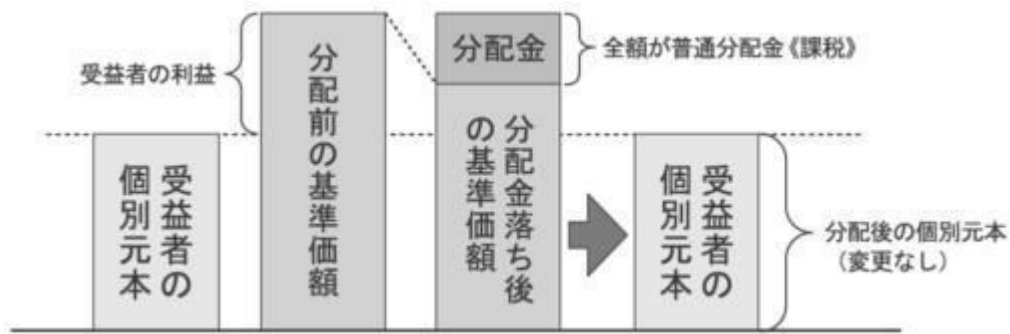 受益者の利益
受益者の
個別元本
分配前の基準価額
分配金
分配金落ち後
の基準価額
全額が普通分配金《課税》
受益者の
個別元本
分配後の個別元本
（変更なし）